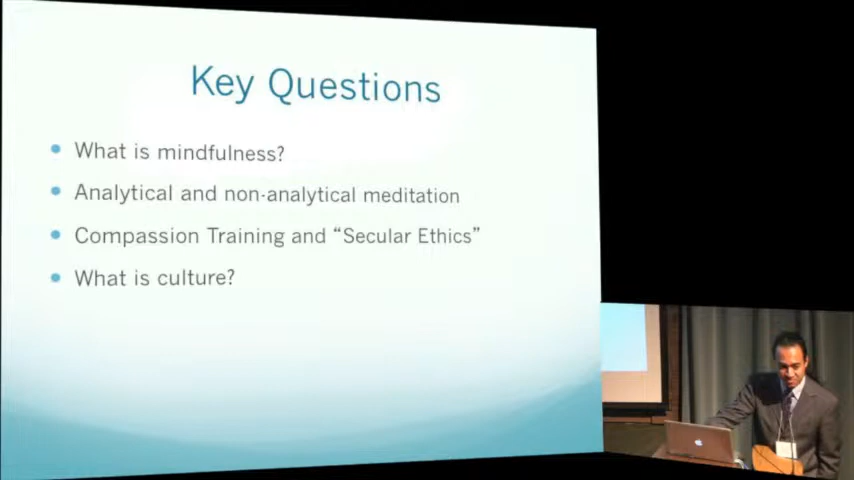 Key Questions
What is mindfulness?
Analytical and non-analytical meditation
Compassion Training and “Secular Ethics”
What is culture?